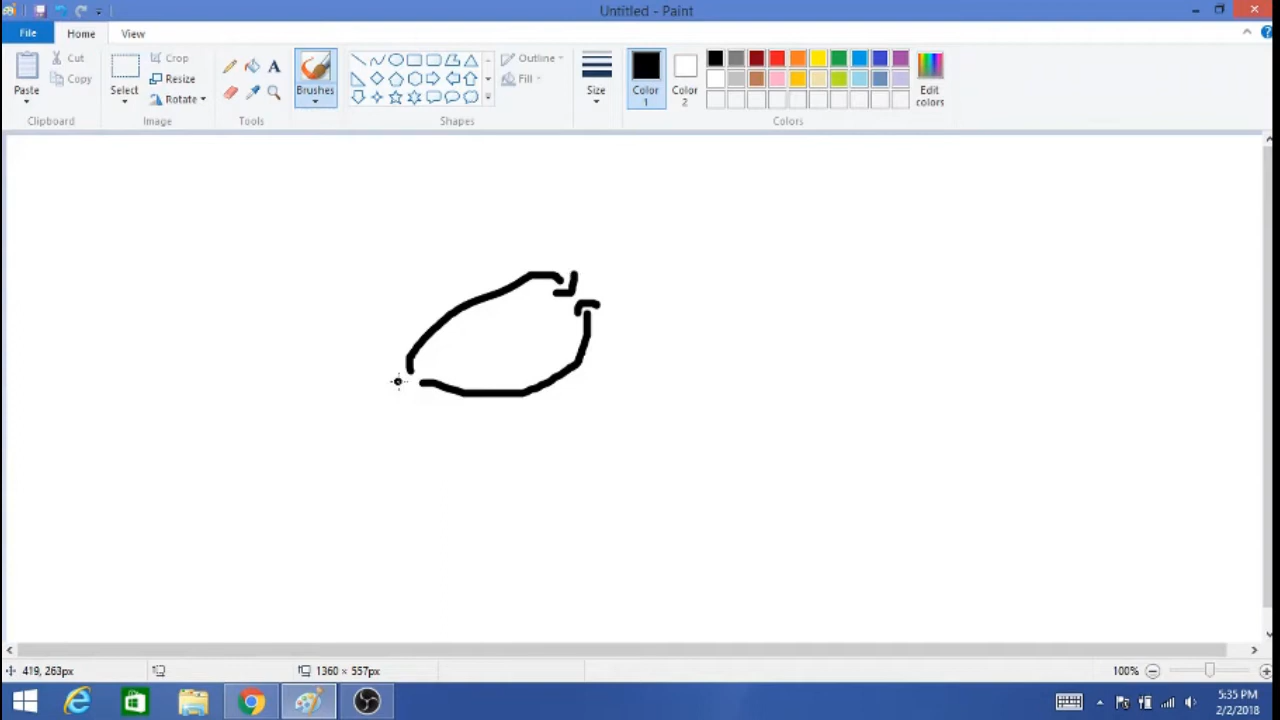 Untitled - Paint
File
Home
View
Paste
Cut
Copy
Clipboard
Select
Crop
Resize
Rotate
Image
A
Tools
Brushes
Outline
Fill
Shapes
Size
Color 1
Color 2
Edit colors
Colors
419, 263px
1360 × 557px
100%
5:35 PM
2/2/2018